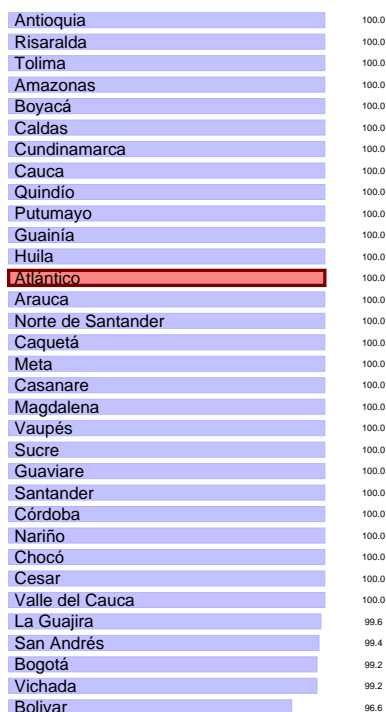 Antioquia 100.0
Risaralda 100.0
Tolima 100.0
Amazonas 100.0
Boyacá 100.0
Caldas 100.0
Cundinamarca 100.0
Cauca 100.0
Quindío 100.0
Putumayo 100.0
Guainía 100.0
Huila 100.0
Atlántico 100.0
Arauca 100.0
Norte de Santander 100.0
Caquetá 100.0
Meta 100.0
Casanare 100.0
Magdalena 100.0
Vaupés 100.0
Sucre 100.0
Guaviare 100.0
Santander 100.0
Córdoba 100.0
Nariño 100.0
Chocó 100.0
Cesar 100.0
Valle del Cauca 100.0
La Guajira 99.6
San Andrés 99.4
Bogotá 99.2
Vichada 99.2
Bolivar 96.6